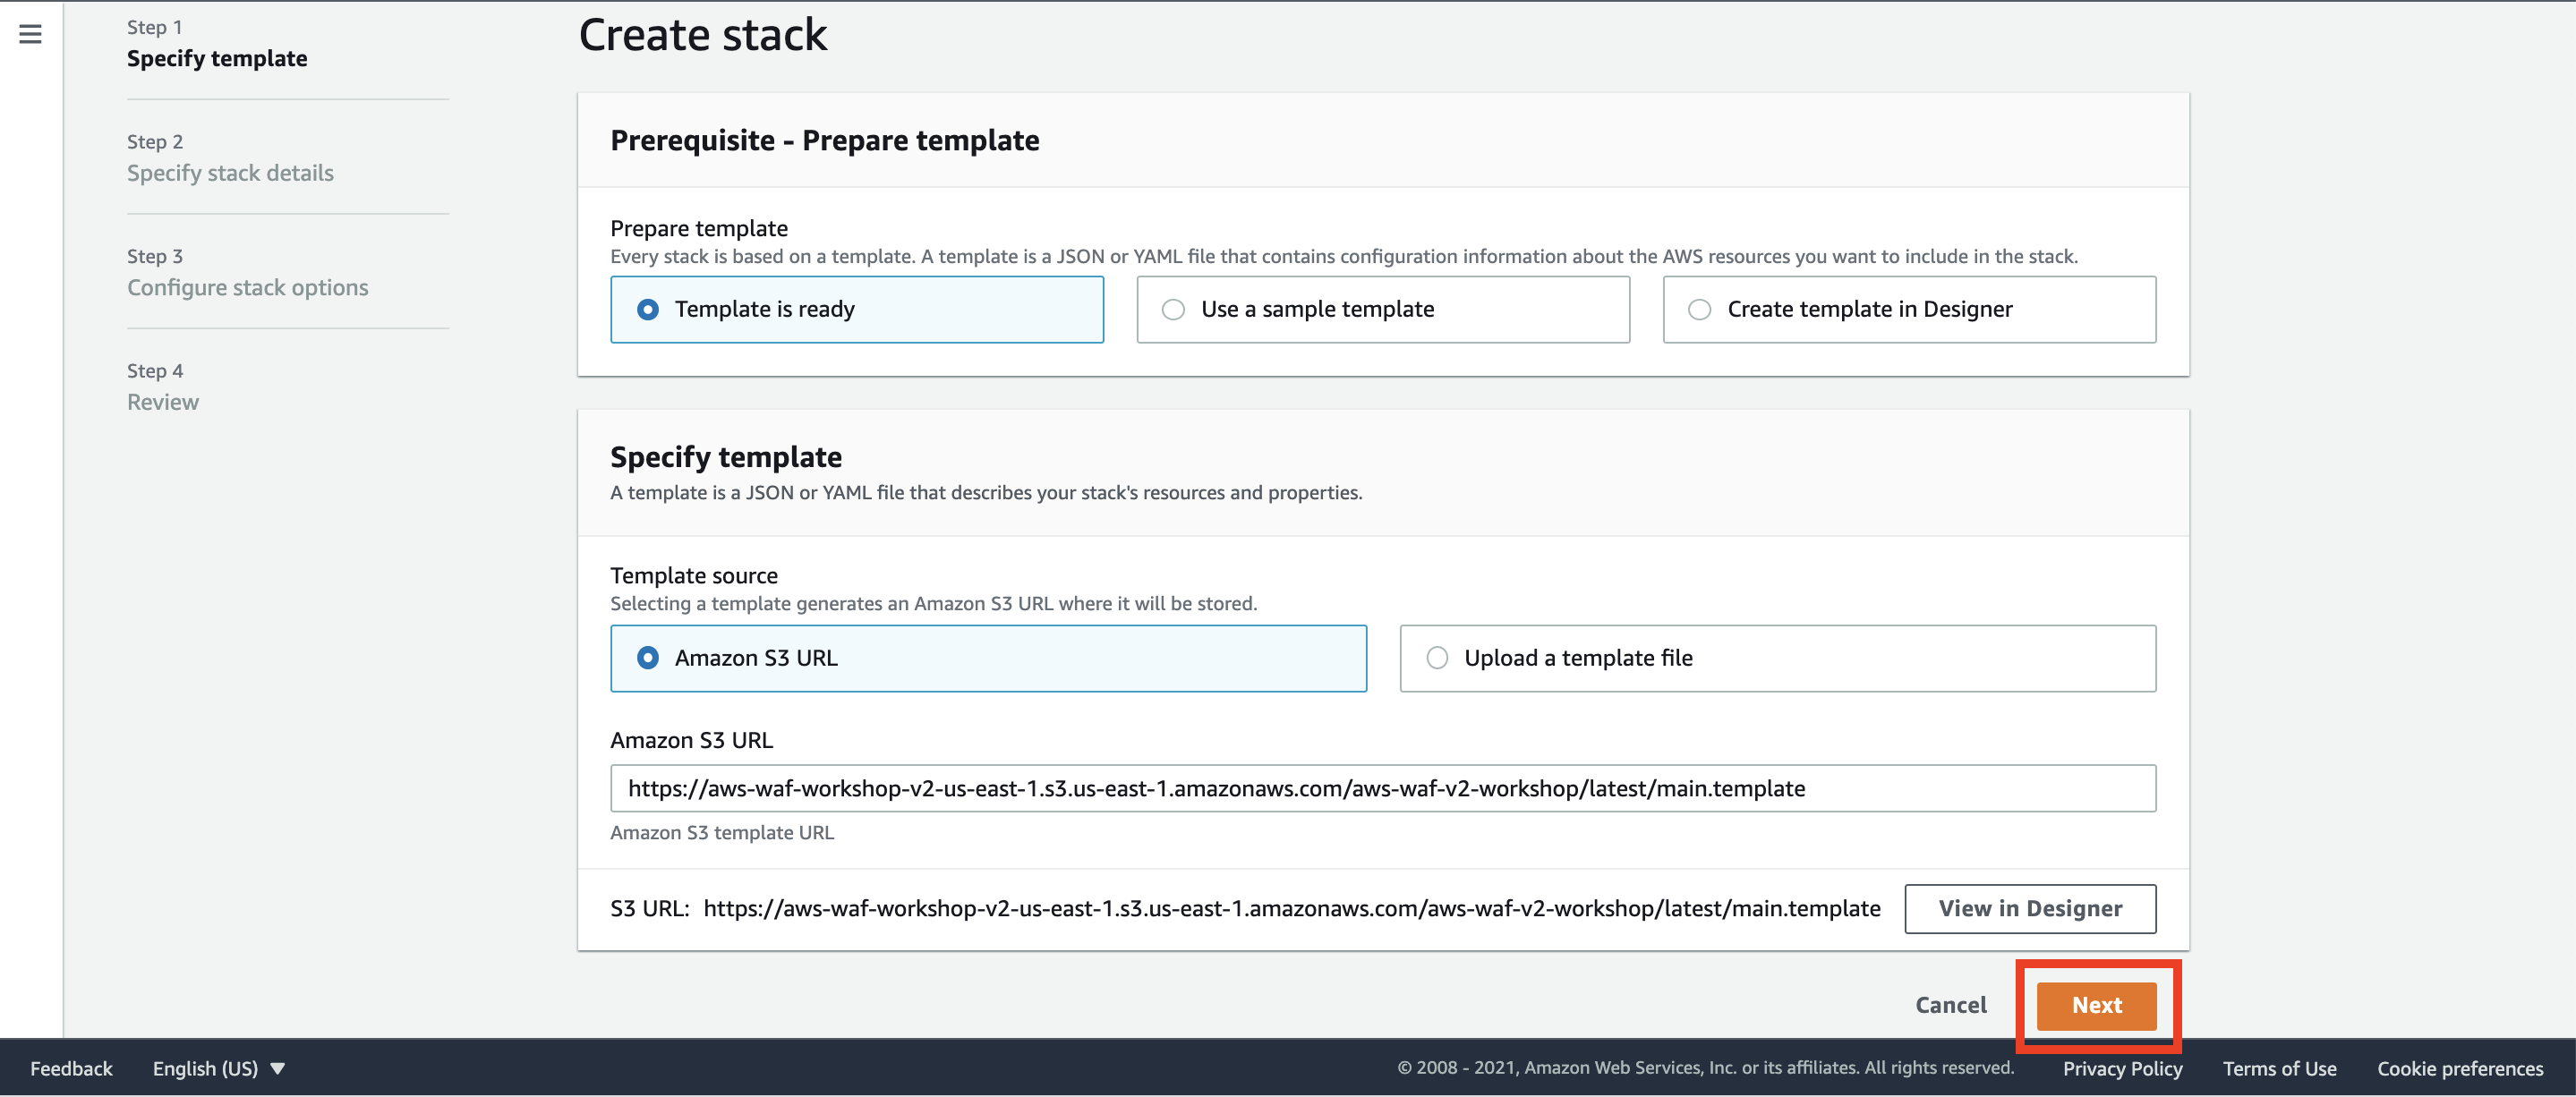 Step 1
Specify template
Step 2
Specify stack details
Step 3
Configure stack options
Step 4
Review
Create stack
Prerequisite - Prepare template
Prepare template
Every stack is based on a template. A template is a JSON or YAML file that contains configuration information about the AWS resources you want to include in the stack.
Template is ready
Use a sample template
Create template in Designer
Specify template
A template is a JSON or YAML file that describes your stack's resources and properties.
Template source
Selecting a template generates an Amazon S3 URL where it will be stored.
Amazon S3 URL
Upload a template file
Amazon S3 URL
https://aws-waf-workshop-v2-us-east-1.s3.us-east-1.amazonaws.com/aws-waf-v2-workshop/latest/main.template
Amazon S3 template URL
S3 URL: https://aws-waf-workshop-v2-us-east-1.s3.us-east-1.amazonaws.com/aws-waf-v2-workshop/latest/main.template
View in Designer
Cancel
Next
Feedback
English (US)
© 2008 - 2021, Amazon Web Services, Inc. or its affiliates. All rights reserved.
Privacy Policy
Terms of Use
Cookie preferences